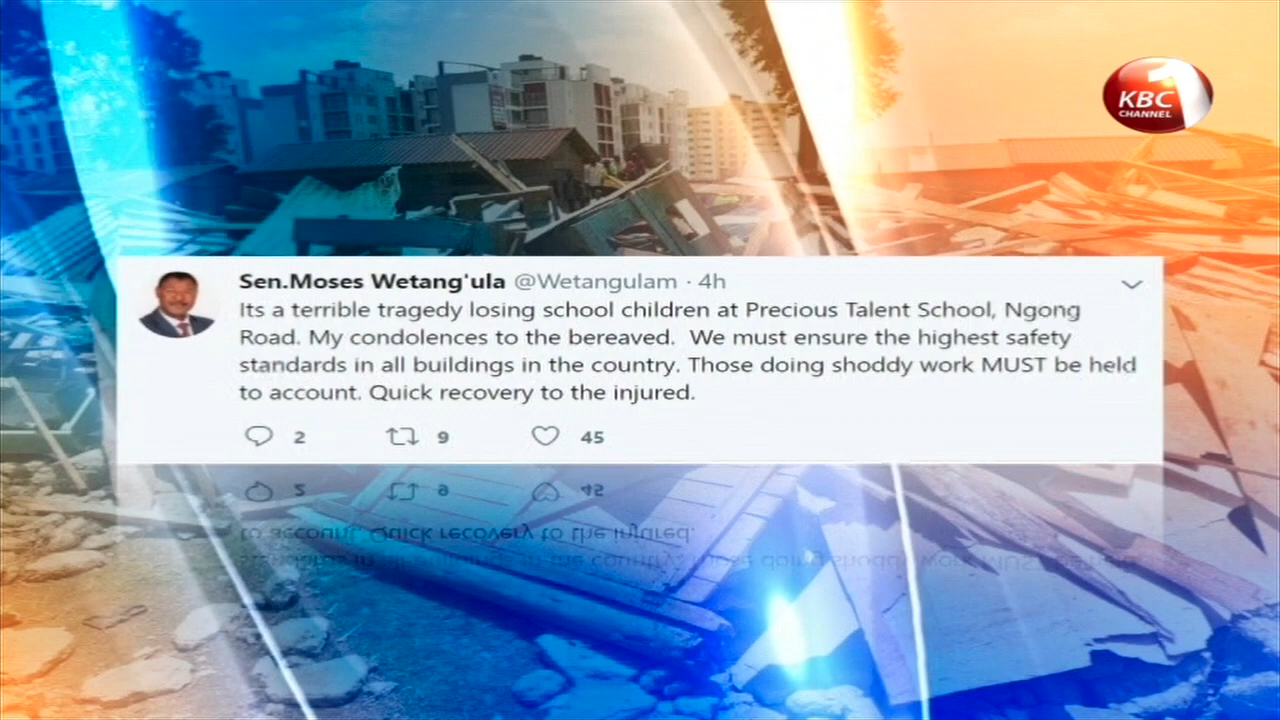 1
KBC
CHANNEL
Sen.Moses Wetang'ula @Wetangulam · 4h
Its a terrible tragedy losing school children at Precious Talent School, Ngong
Road. My condolences to the bereaved.  We must ensure the highest safety
standards in all buildings in the country. Those doing shoddy work MUST be held
to account. Quick recovery to the injured.
2 9 45